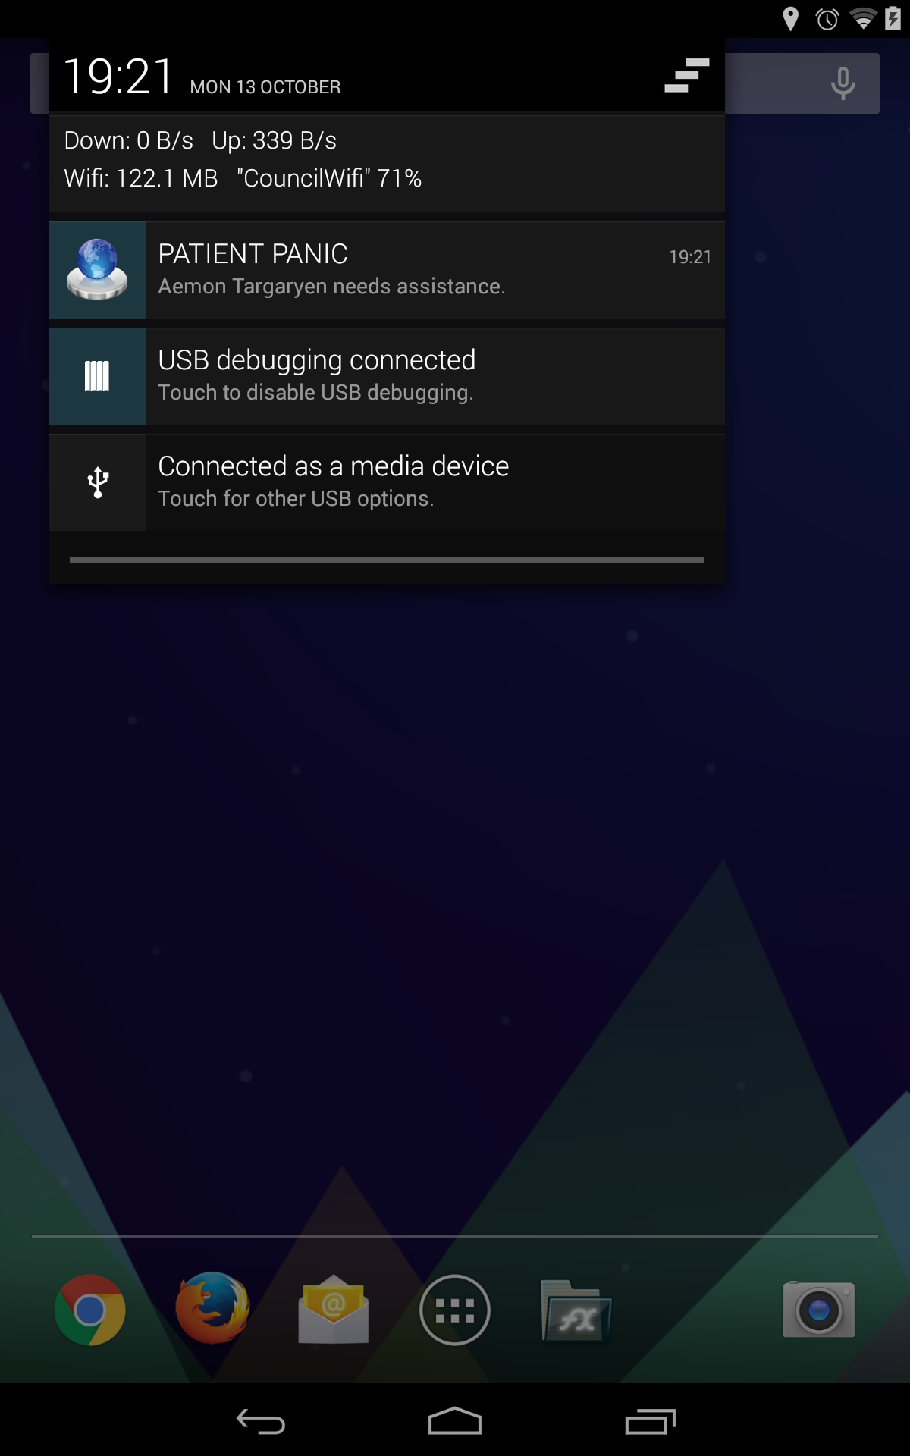 19:21 MON 13 OCTOBER
Down: 0 B/s Up: 339 B/s
Wifi: 122.1 MB "CouncilWifi" 71%
PATIENT PANIC 19:21
Aemon Targaryen needs assistance.
USB debugging connected
Touch to disable USB debugging.
Connected as a media device
Touch for other USB options.
@
fx